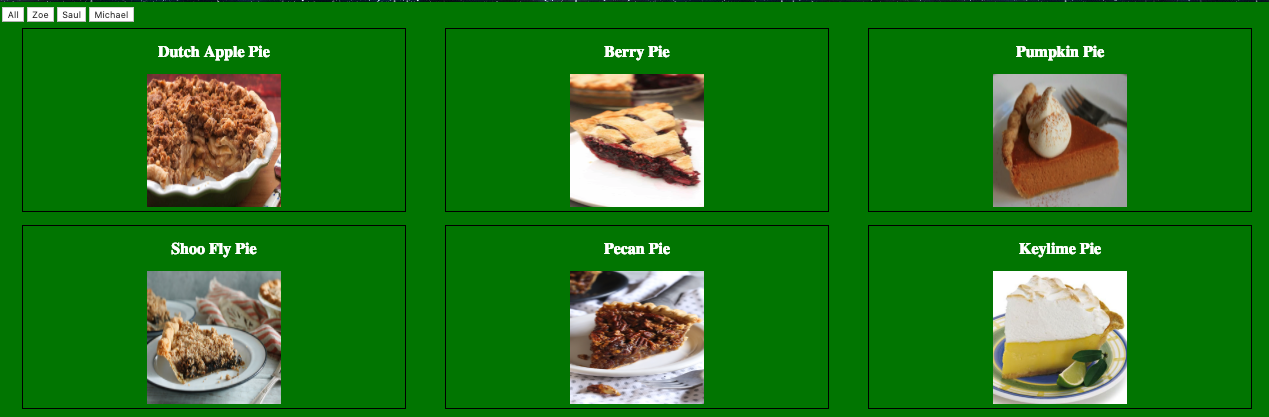 All Zoe Saul Michael
Dutch Apple Pie Berry Pie Pumpkin Pie
Shoo Fly Pie Pecan Pie Keylime Pie